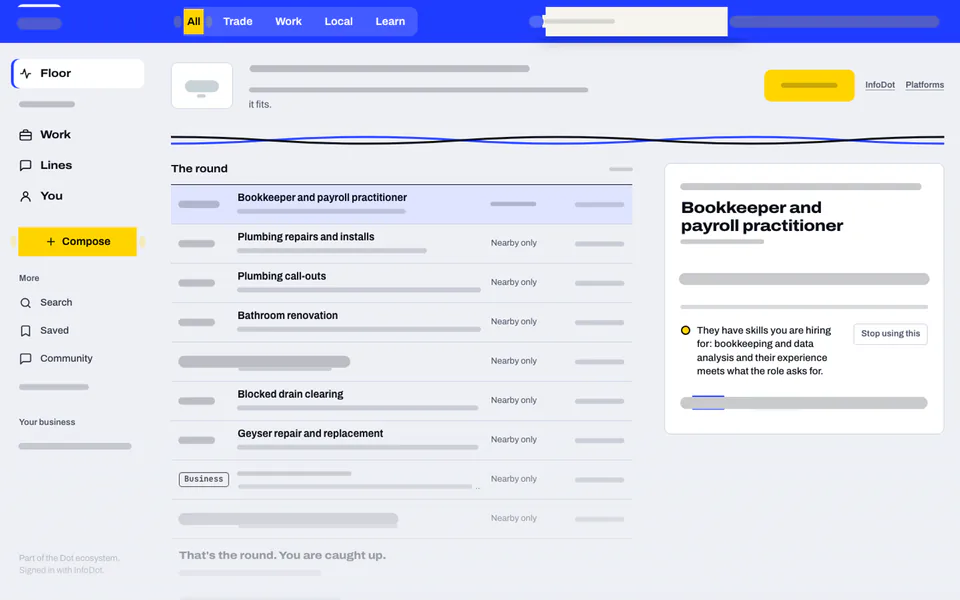 All
Trade
Work
Local
Learn
Floor
Work
Lines
You
+ Compose
More
Search
Saved
Community
Your business
Part of the Dot ecosystem.
Signed in with InfoDot.
it fits.
InfoDot
Platforms
The round
Bookkeeper and payroll practitioner
Plumbing repairs and installs
Nearby only
Plumbing call-outs
Nearby only
Bathroom renovation
Nearby only
Nearby only
Blocked drain clearing
Nearby only
Geyser repair and replacement
Nearby only
Business
Nearby only
Nearby only
That's the round. You are caught up.
Bookkeeper and
payroll practitioner
They have skills you are hiring
for: bookkeeping and data
analysis and their experience
meets what the role asks for.
Stop using this